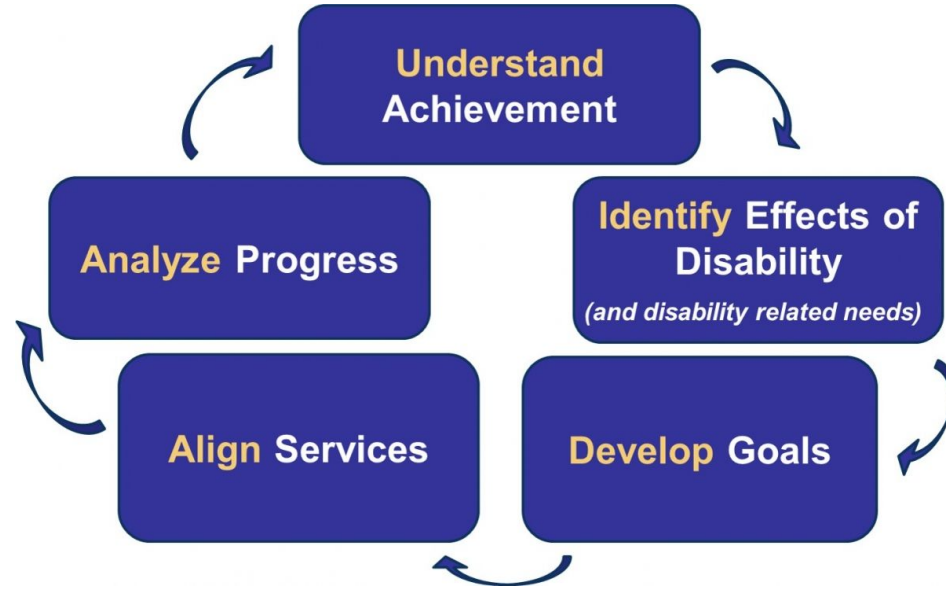 Understand
Achievement
Identify Effects of
Disability
(and disability related needs)
Develop Goals
Align Services
Analyze Progress